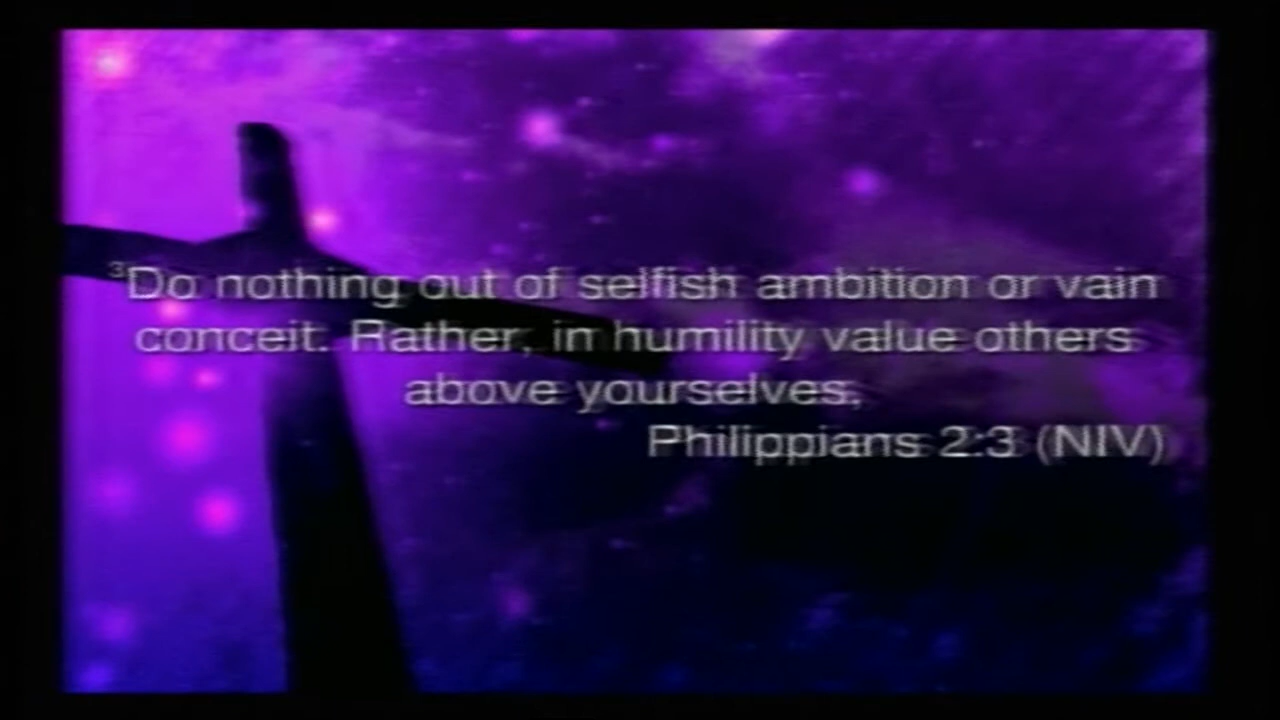 ³Do nothing out of selfish ambition or vain
conceit. Rather, in humility value others
above yourselves,
Philippians 2:3 (NIV)